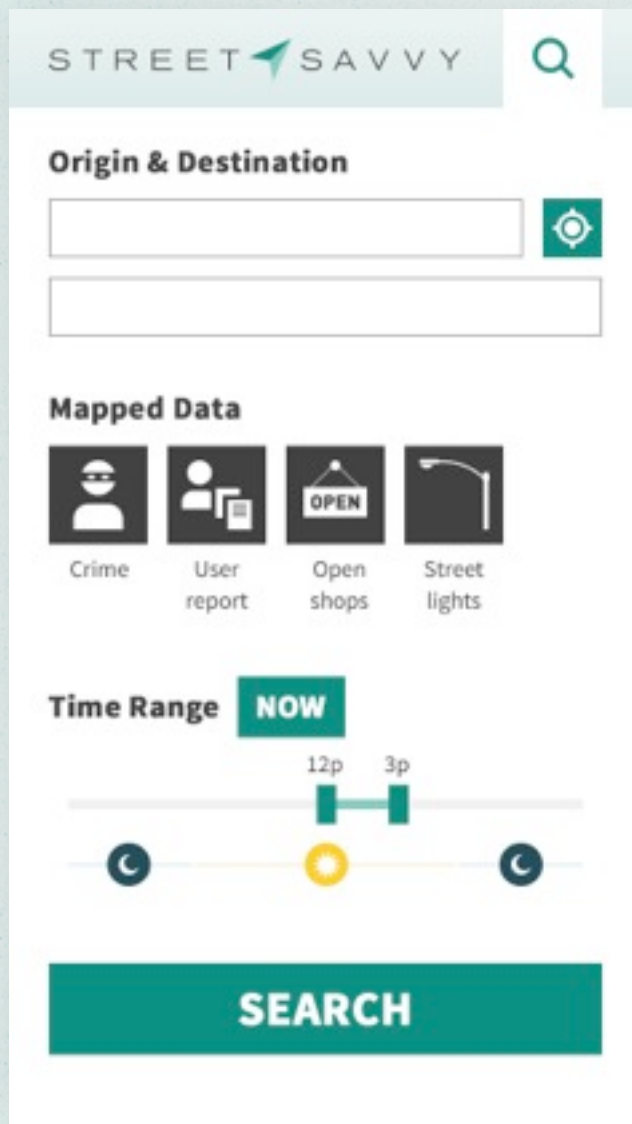 STREET SAVVY
Origin & Destination
Mapped Data
OPEN
Crime
User
report
Open
shops
Street
lights
Time Range
NOW
12p
3p
SEARCH